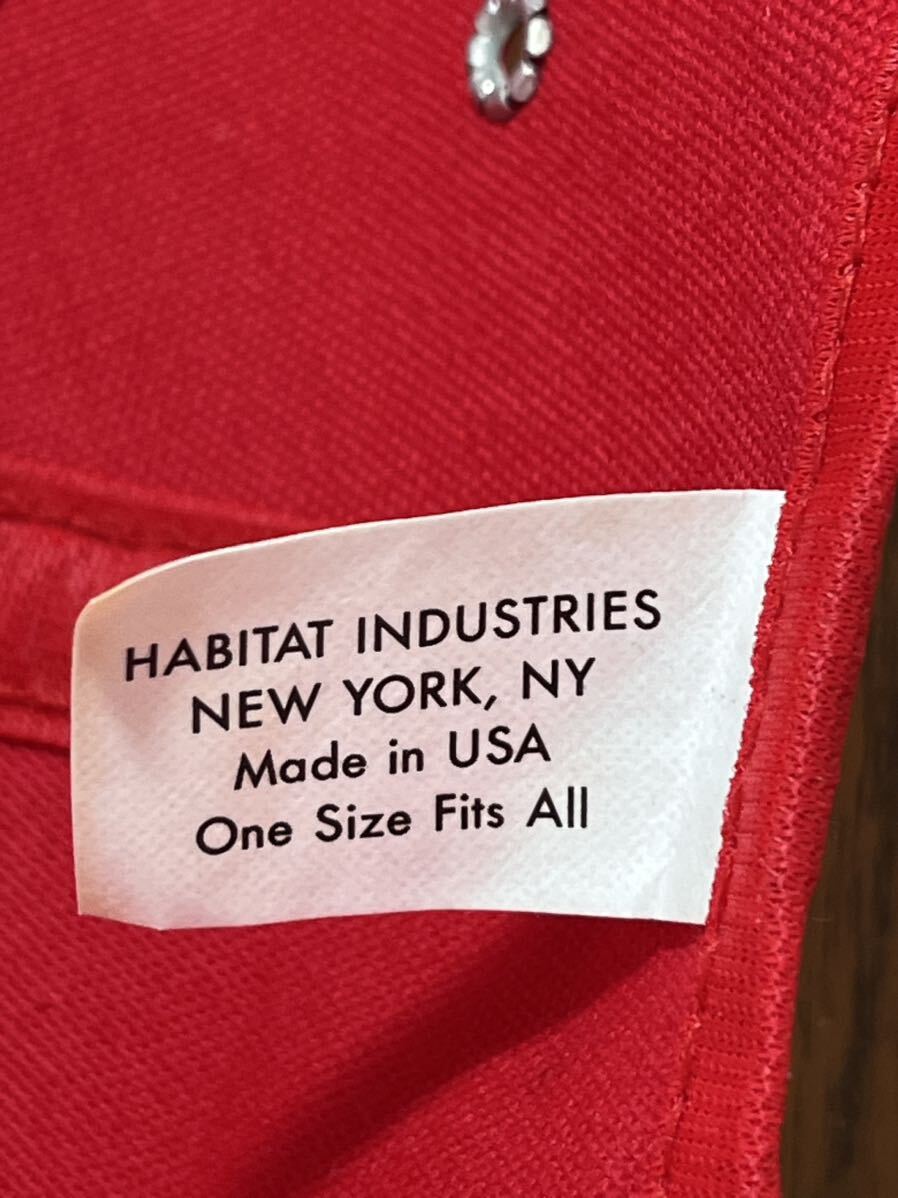 HABITAT INDUSTRIES
NEW YORK, NY
Made in USA
One Size Fits All